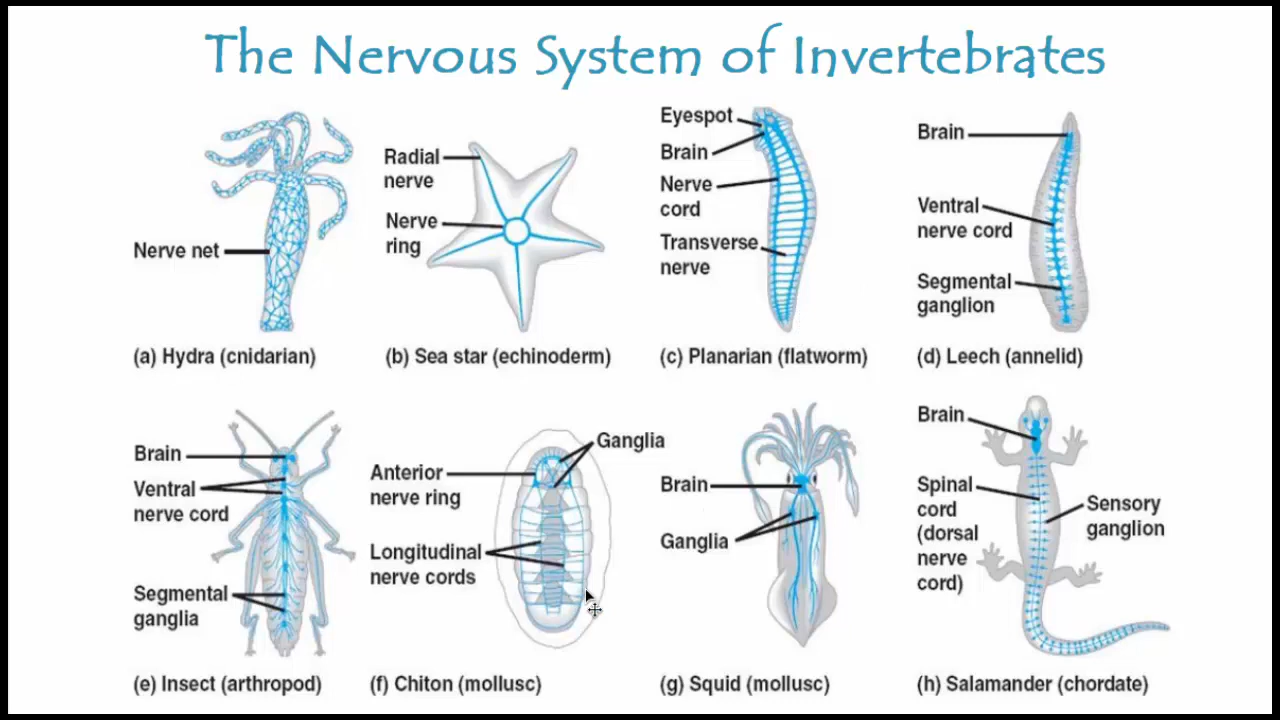 The Nervous System of Invertebrates
Nerve net
(a) Hydra (cnidarian)
Radial
nerve
Nerve
ring
(b) Sea star (echinoderm)
Eyespot
Brain
Nerve
cord
Transverse
nerve
(c) Planarian (flatworm)
Brain
Ventral
nerve cord
Segmental
ganglion
(d) Leech (annelid)
Brain
Ventral
nerve cord
Segmental
ganglia
(e) Insect (arthropod)
Ganglia
Anterior
nerve ring
Longitudinal
nerve cords
(f) Chiton (mollusc)
Brain
Ganglia
(g) Squid (mollusc)
Brain
Spinal
cord
(dorsal
nerve
cord)
Sensory
ganglion
(h) Salamander (chordate)